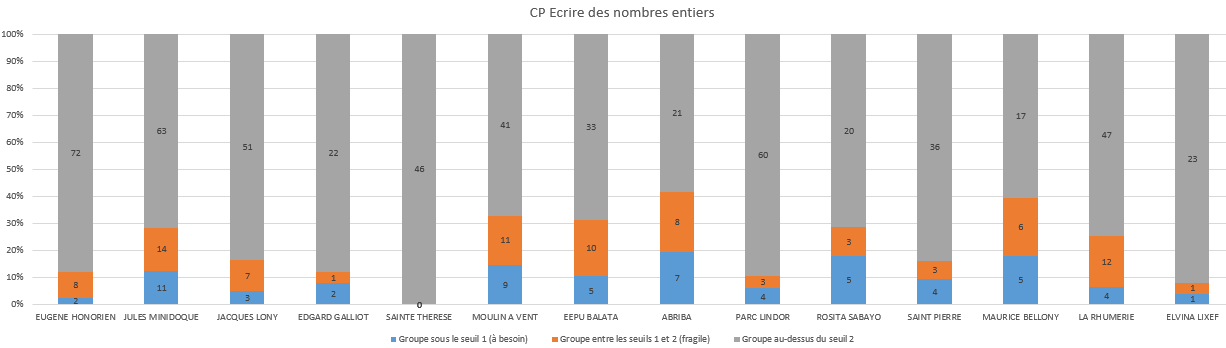 CP Ecrire des nombres entiers
100%
90%
80%
70%
60%
50%
40%
30%
20%
10%
0%
72 63 51 22 46 41 33 21 60 20 36 17 47 23
8 14 7 1 0 11 10 8 3 3 3 6 12 1
2 11 3 2 0 9 5 7 4 5 4 5 4 1
EUGENE HONORIEN JULES MINIDOQUE JACQUES LONY EDGARD GALLIOT SAINTE THERESE MOULIN A VENT EEPU BALATA ABRIBA PARC LINDOR ROSITA SABAYO SAINT PIERRE MAURICE BELLONY LA RHUMERIE ELVINA LIXEF
Groupe sous le seuil 1 (à besoin) Groupe entre les seuils 1 et 2 (fragile) Groupe au-dessus du seuil 2